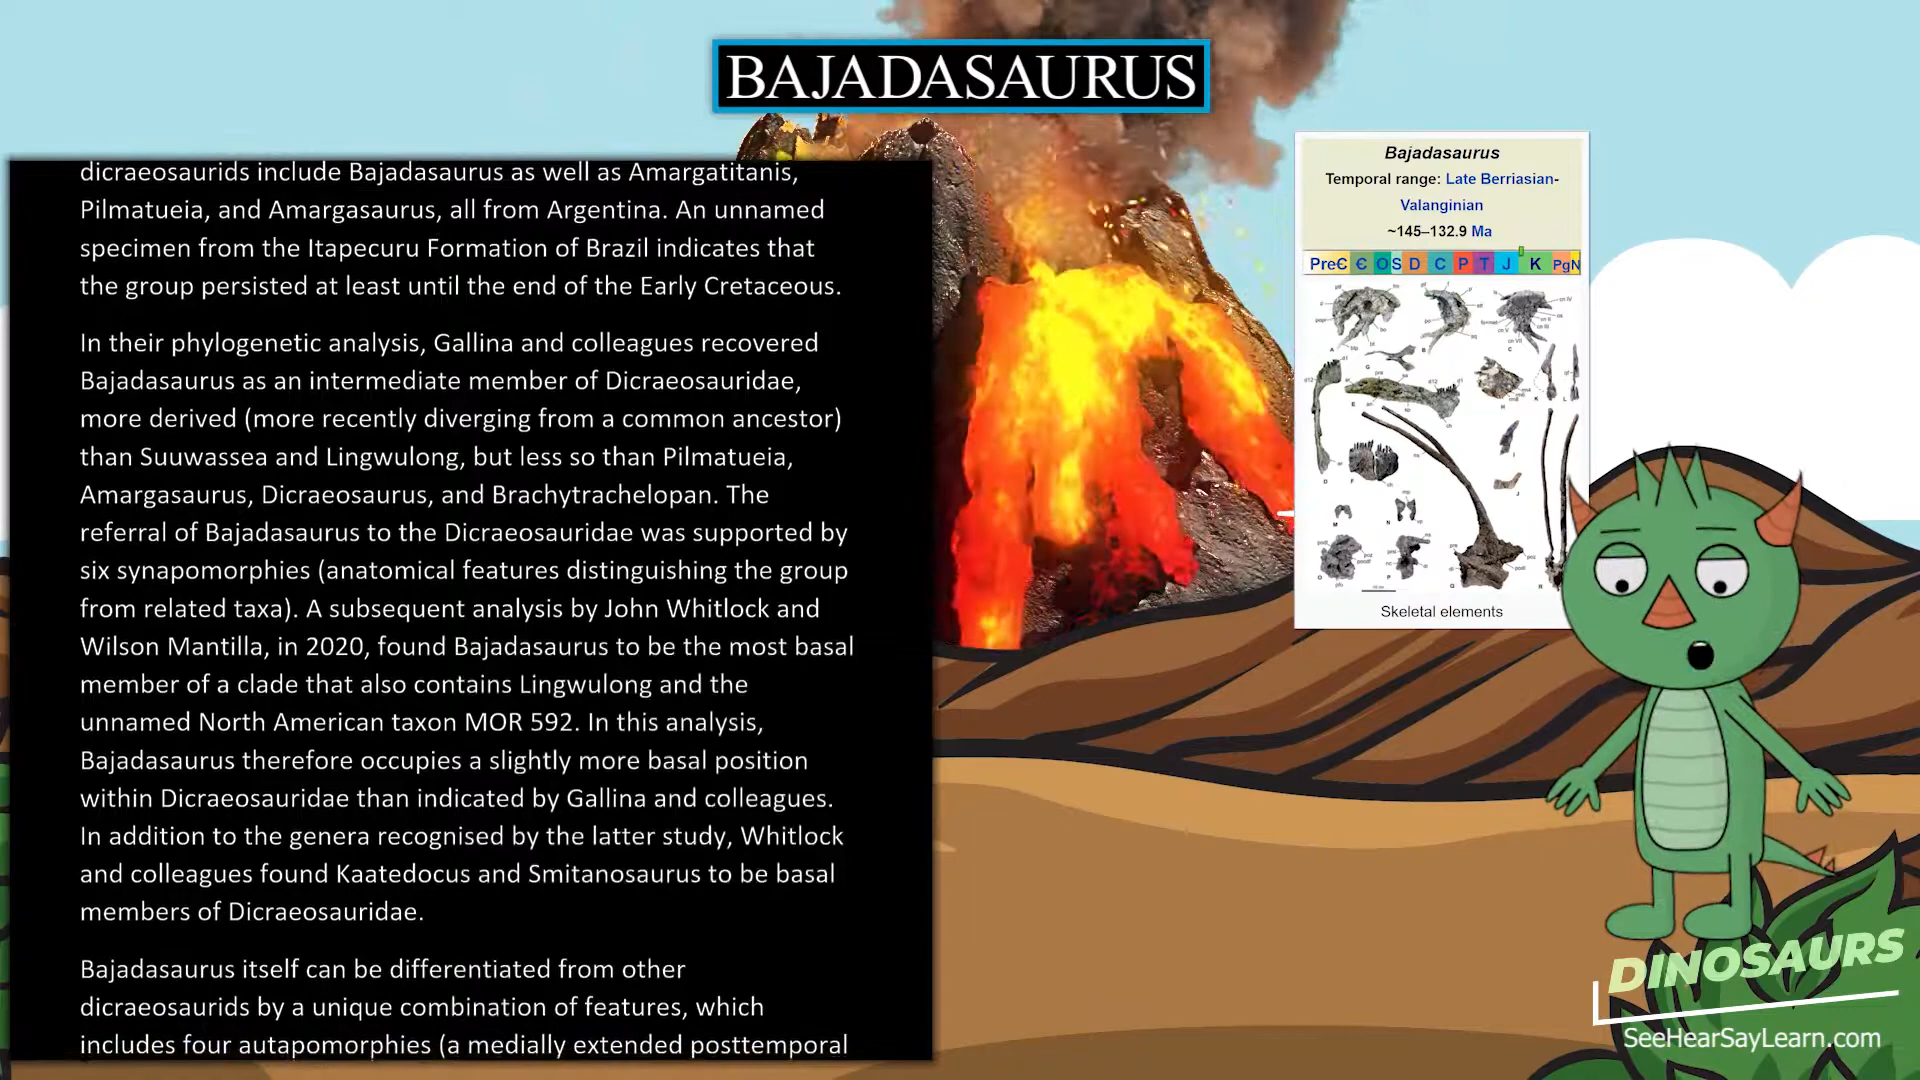 BAJADASAURUS
dicraeosaurids include Bajadasaurus as well as Amargatitanis,
Pilmatueia, and Amargasaurus, all from Argentina. An unnamed
specimen from the Itapecuru Formation of Brazil indicates that
the group persisted at least until the end of the Early Cretaceous.
In their phylogenetic analysis, Gallina and colleagues recovered
Bajadasaurus as an intermediate member of Dicraeosauridae,
more derived (more recently diverging from a common ancestor)
than Suuwassea and Lingwulong, but less so than Pilmatueia,
Amargasaurus, Dicraeosaurus, and Brachytrachelopan. The
referral of Bajadasaurus to the Dicraeosauridae was supported by
six synapomorphies (anatomical features distinguishing the group
from related taxa). A subsequent analysis by John Whitlock and
Wilson Mantilla, in 2020, found Bajadasaurus to be the most basal
member of a clade that also contains Lingwulong and the
unnamed North American taxon MOR 592. In this analysis,
Bajadasaurus therefore occupies a slightly more basal position
within Dicraeosauridae than indicated by Gallina and colleagues.
In addition to the genera recognised by the latter study, Whitlock
and colleagues found Kaatedocus and Smitanosaurus to be basal
members of Dicraeosauridae.
Bajadasaurus itself can be differentiated from other
dicraeosaurids by a unique combination of features, which
includes four autapomorphies (a medially extended posttemporal
Bajadasaurus
Temporal range: Late Berriasian-
Valanginian
~145–132.9 Ma
PreЄ Є O S D C P T J K Pg N
Skeletal elements
DINOSAURS
SeeHearSayLearn.com